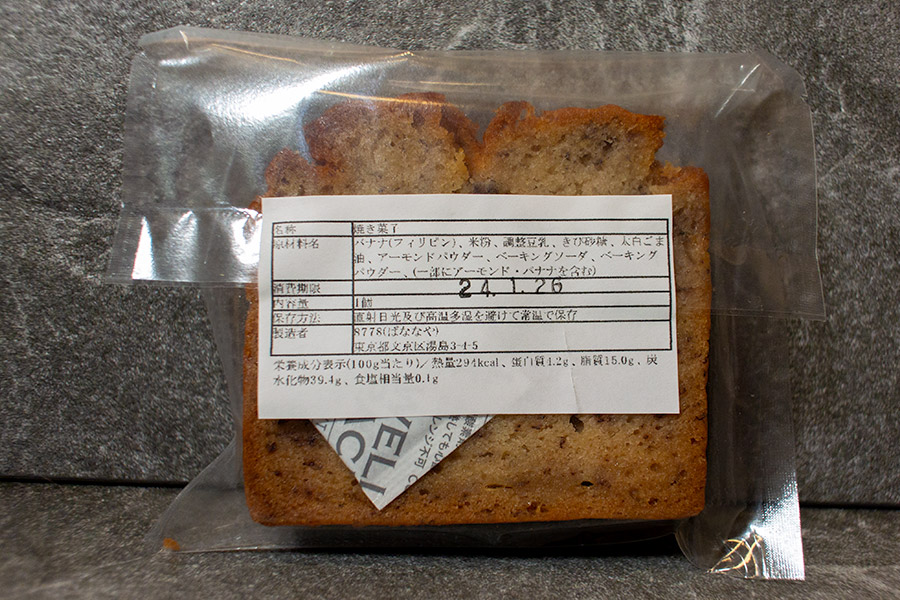 名称 焼き菓子
原材料名 バナナ(フィリピン)、米粉、調整豆乳、きび砂糖、太白ごま
油、アーモンドパウダー、ベーキングソーダ、ベーキング
パウダー、(一部にアーモンド・バナナを含む)
消費期限 24.1.26
内容量 1個
保存方法 直射日光及び高温多湿を避けて常温で保存
製造者 8778(ばななや)
東京都文京区湯島3-4-5
栄養成分表示(100g当たり)/ 熱量294kcal、蛋白質4.2g、脂質15.0g、炭
水化物39.4g、食塩相当量0.1g
VEL
レンジ不可